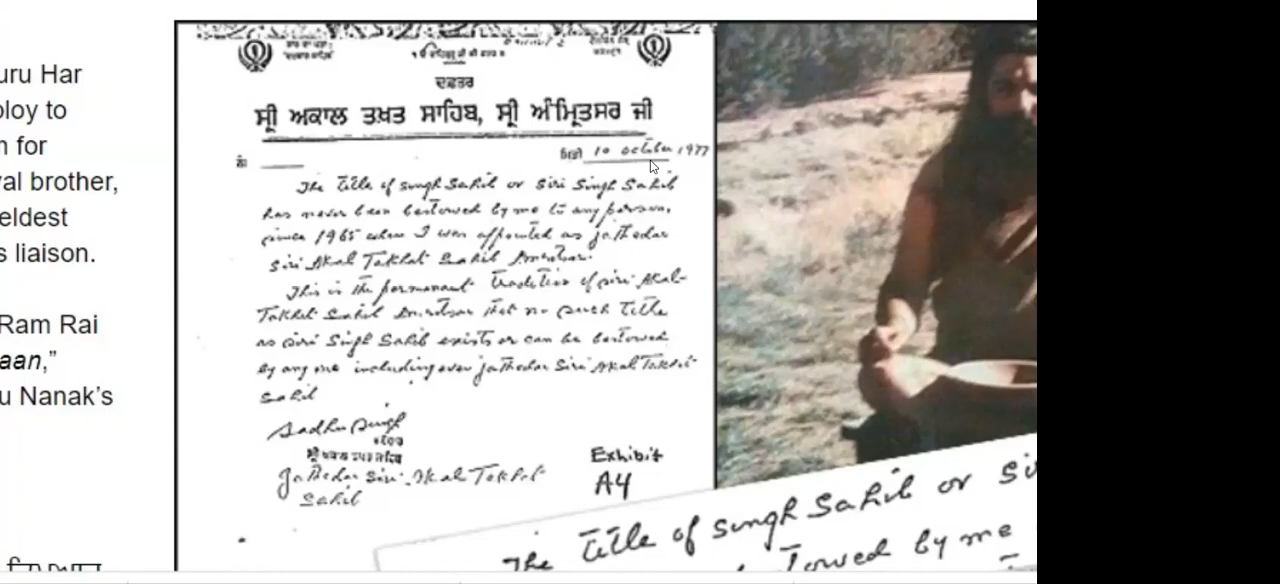 uru Har
ploy to
n for
val brother,
eldest
s liaison.
Ram Rai
aan,”
u Nanak’s
ਦਫ਼ਤਰ
ਸ੍ਰੀ ਅਕਾਲ ਤਖ਼ਤ ਸਾਹਿਬ, ਸ੍ਰੀ ਅੰਮ੍ਰਿਤਸਰ ਜੀ
ਨੰ:
ਮਿਤੀ 10 october 1977
The title of singh Sahib or Siri Singh Sahib
has never been bestowed by me to any person,
since 1965 when I was appointed as Jathedar
Siri Akal Takhat Sahib Amritsar.
This is the permanant tradition of siri Akal
Takhat Sahib Amritsar that no such title
as siri Singh Sahib exists or can be bestowed
by any one including even Jathedar Siri Akal Takhat
Sahib
Sadhu Singh
Jathedar Siri Akal Takhat
Sahib
Exhibit
A4
The title of singh Sahib or Si
towed by me